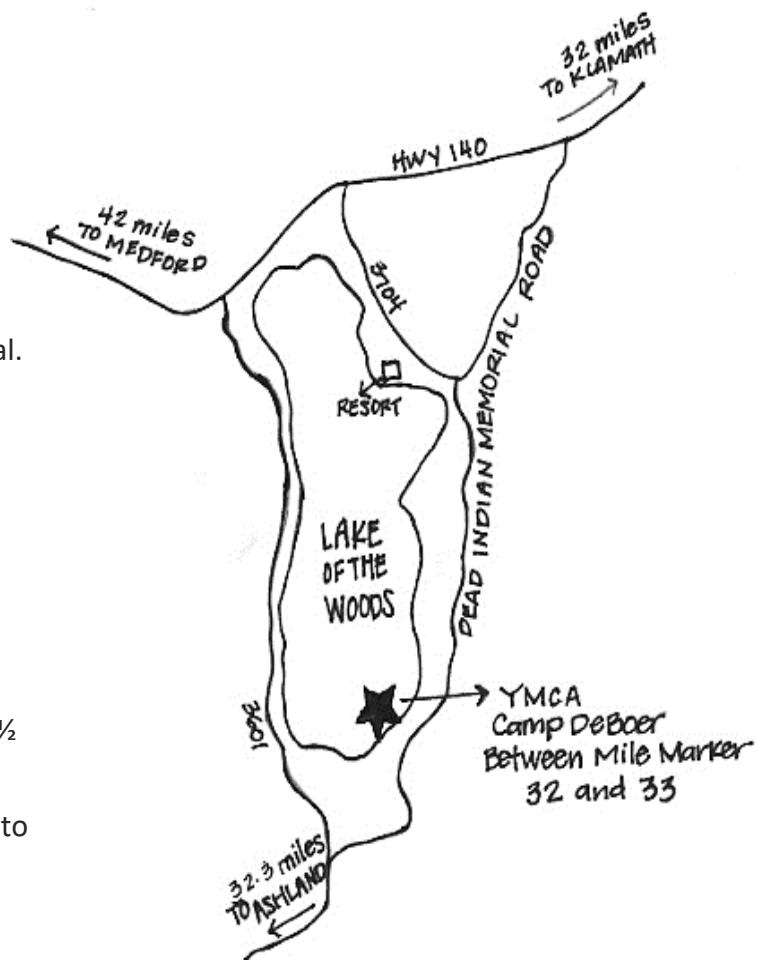 32 miles
TO KLAMATH
HWY 140
42 miles
TO MEDFORD
3704
al.
RESORT
DEAD INDIAN MEMORIAL ROAD
LAKE
OF THE
WOODS
YMCA
Camp DeBoer
Between Mile Marker
32 and 33
3601
½
to
32.3 miles
TO ASHLAND